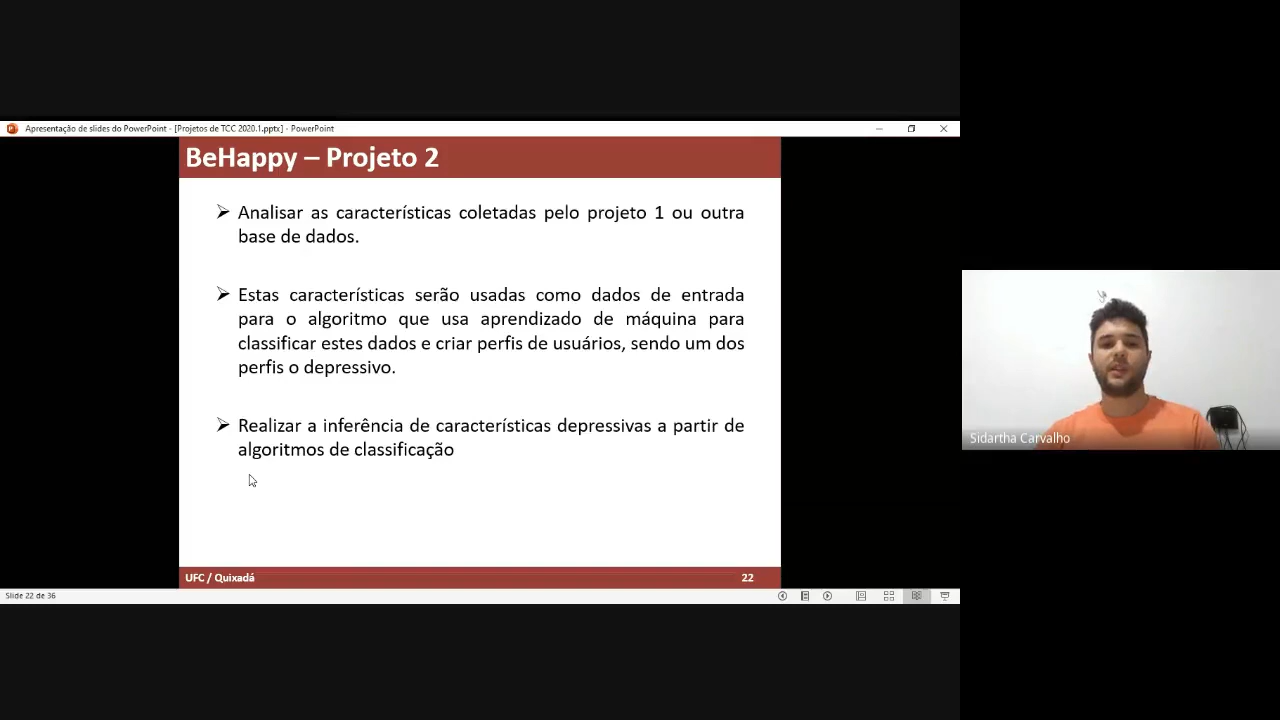 Apresentação de slides do PowerPoint - [Projetos de TCC 2020.1.pptx] - PowerPoint
BeHappy – Projeto 2
➢ Analisar as características coletadas pelo projeto 1 ou outra
base de dados.
➢ Estas características serão usadas como dados de entrada
para o algoritmo que usa aprendizado de máquina para
classificar estes dados e criar perfis de usuários, sendo um dos
perfis o depressivo.
➢ Realizar a inferência de características depressivas a partir de
algoritmos de classificação
UFC / Quixadá
22
Slide 22 de 36
Sidartha Carvalho